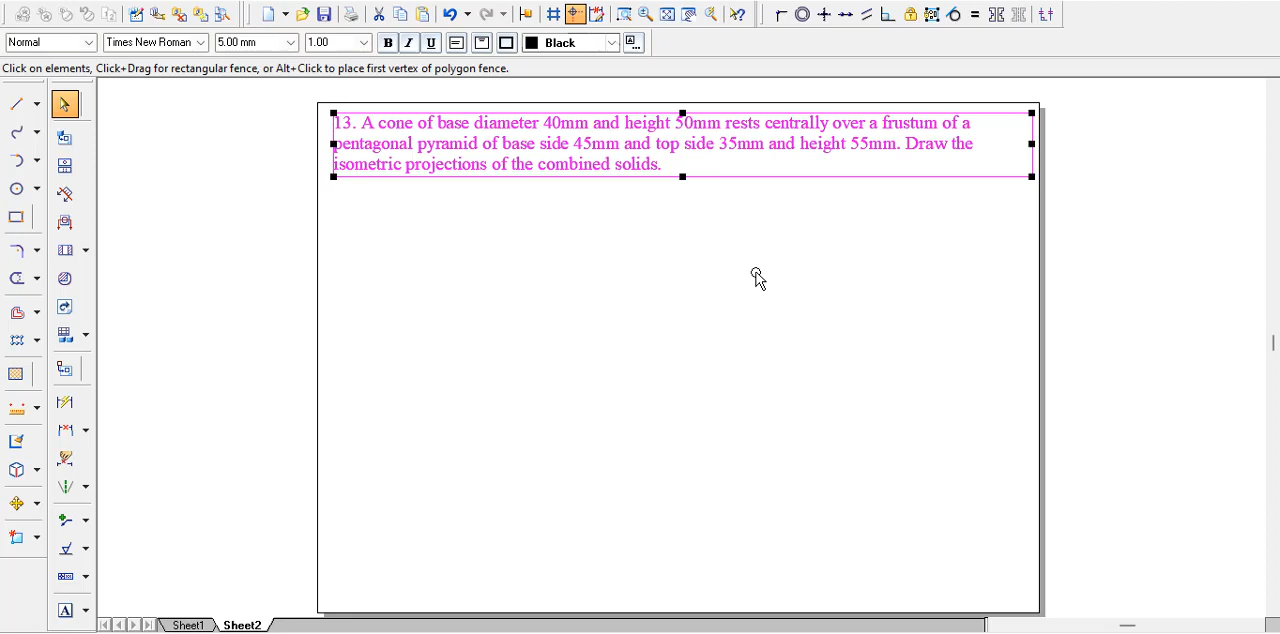 Normal Times New Roman 5.00 mm 1.00 B I U Black
Click on elements, Click+Drag for rectangular fence, or Alt+Click to place first vertex of polygon fence.
13. A cone of base diameter 40mm and height 50mm rests centrally over a frustum of a
pentagonal pyramid of base side 45mm and top side 35mm and height 55mm. Draw the
isometric projections of the combined solids.
A
Sheet1 Sheet2